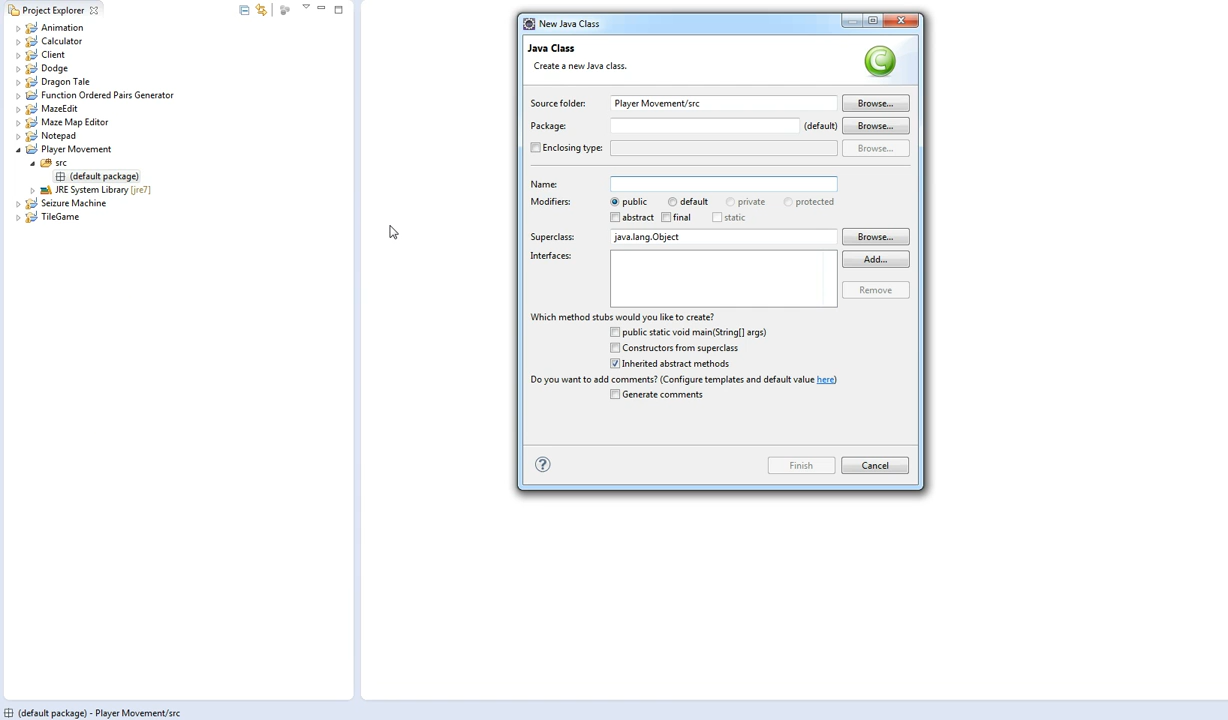 Project Explorer
Animation
Calculator
Client
Dodge
Dragon Tale
Function Ordered Pairs Generator
MazeEdit
Maze Map Editor
Notepad
Player Movement
src
(default package)
JRE System Library [jre7]
Seizure Machine
TileGame
New Java Class
Java Class
Create a new Java class.
C
Source folder: Player Movement/src Browse...
Package: (default) Browse...
Enclosing type: Browse...
Name:
Modifiers: public default private protected
abstract final static
Superclass: java.lang.Object Browse...
Interfaces: Add...
Remove
Which method stubs would you like to create?
public static void main(String[] args)
Constructors from superclass
Inherited abstract methods
Do you want to add comments? (Configure templates and default value here)
Generate comments
? Finish Cancel
(default package) - Player Movement/src